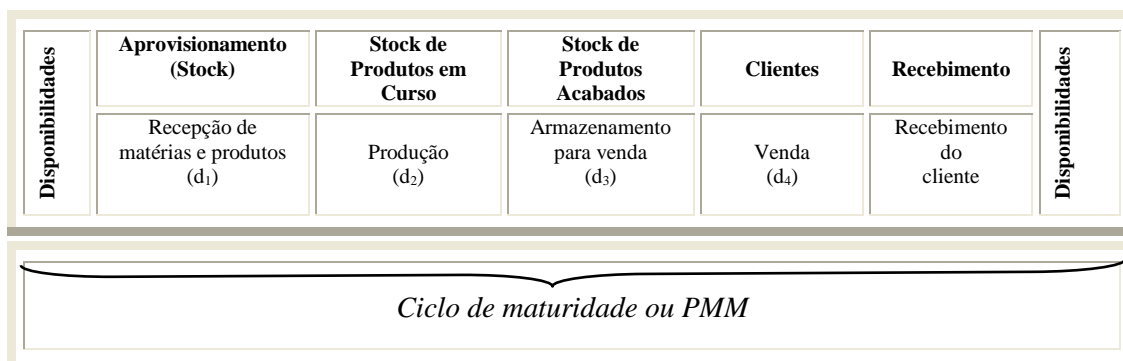 Disponibilidades
Aprovisionamento
(Stock)
Stock de
Produtos em
Curso
Stock de
Produtos
Acabados
Clientes
Recebimento
Disponibilidades
Recepção de
matérias e produtos
(d₁)
Produção
(d₂)
Armazenamento
para venda
(d₃)
Venda
(d₄)
Recebimento
do
cliente
Ciclo de maturidade ou PMM